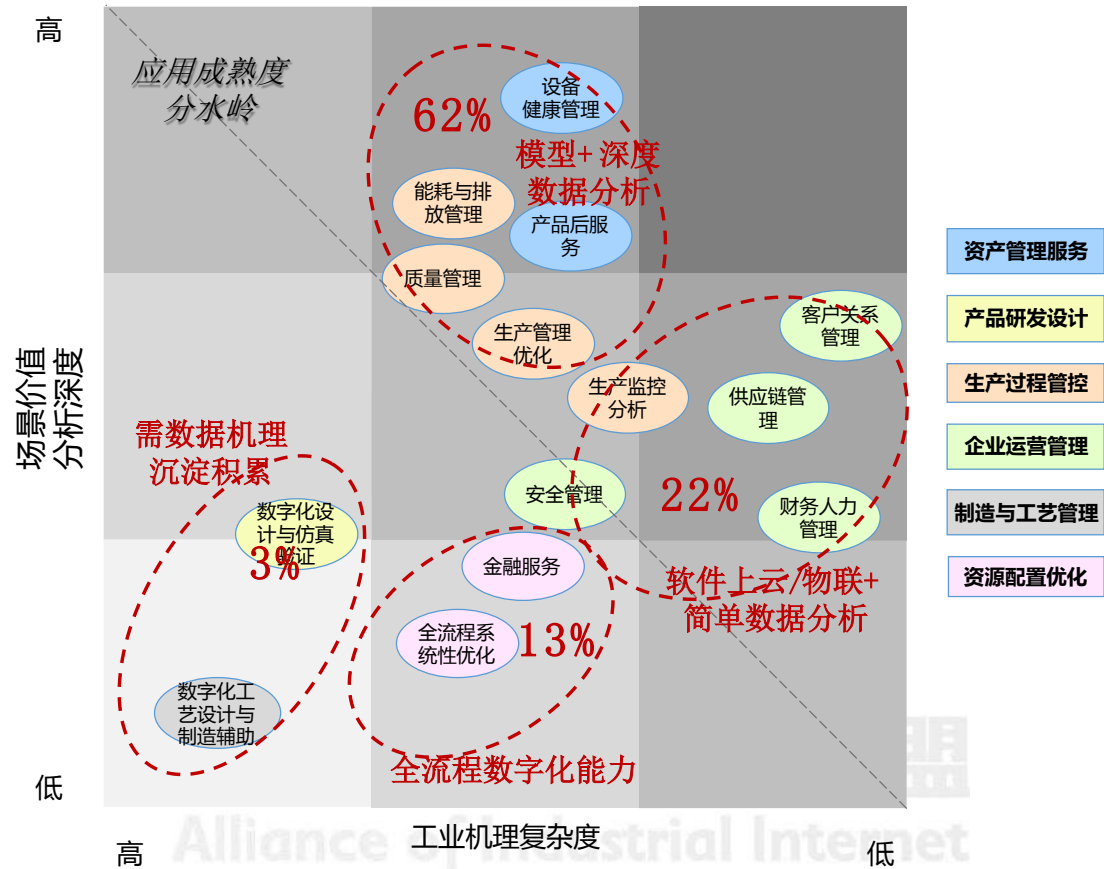 高
应用成熟度
分水岭
62%
设备
健康管理
模型+ 深度
数据分析
能耗与排
放管理
产品后服
务
质量管理
生产管理
优化
客户关系
管理
生产监控
分析
供应链管
理
22%
财务人力
管理
安全管理
软件上云/物联+
简单数据分析
场景价值
分析深度
需数据机理
沉淀积累
数字化设
计与仿真
验证
3%
数字化工
艺设计与
制造辅助
金融服务
全流程系
统性优化
13%
全流程数字化能力
低
高
工业机理复杂度
低
资产管理服务
产品研发设计
生产过程管控
企业运营管理
制造与工艺管理
资源配置优化
盟
Alliance of Industrial Internet